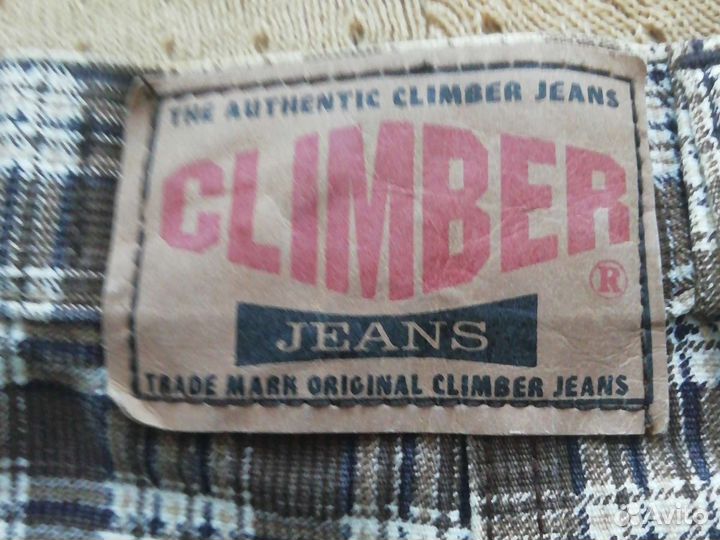 THE AUTHENTIC CLIMBER JEANS
CLIMBER
®
JEANS
TRADE MARK ORIGINAL CLIMBER JEANS
Avito